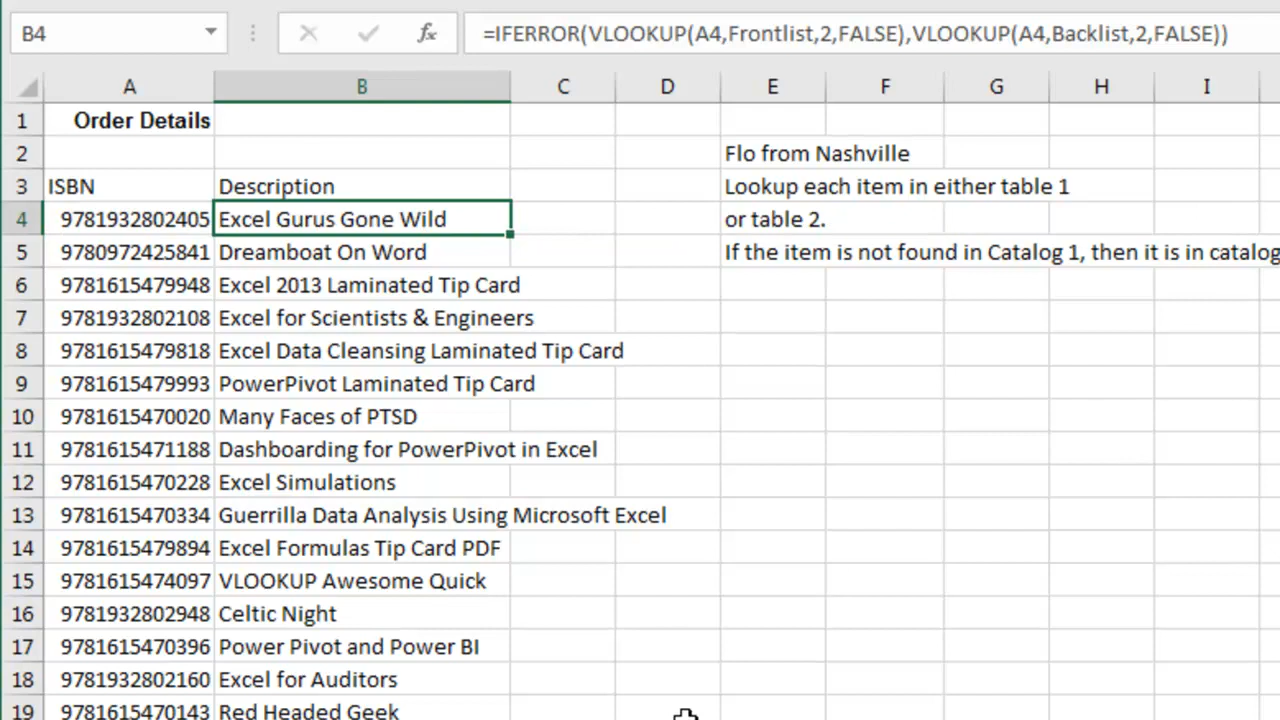 B4 fx =IFERROR(VLOOKUP(A4,Frontlist,2,FALSE),VLOOKUP(A4,Backlist,2,FALSE))
A B C D E F G H I
1 Order Details
2 Flo from Nashville
3 ISBN Description Lookup each item in either table 1
4 9781932802405 Excel Gurus Gone Wild or table 2.
5 9780972425841 Dreamboat On Word If the item is not found in Catalog 1, then it is in catalog
6 9781615479948 Excel 2013 Laminated Tip Card
7 9781932802108 Excel for Scientists & Engineers
8 9781615479818 Excel Data Cleansing Laminated Tip Card
9 9781615479993 PowerPivot Laminated Tip Card
10 9781615470020 Many Faces of PTSD
11 9781615471188 Dashboarding for PowerPivot in Excel
12 9781615470228 Excel Simulations
13 9781615470334 Guerrilla Data Analysis Using Microsoft Excel
14 9781615479894 Excel Formulas Tip Card PDF
15 9781615474097 VLOOKUP Awesome Quick
16 9781932802948 Celtic Night
17 9781615470396 Power Pivot and Power BI
18 9781932802160 Excel for Auditors
19 9781615470143 Red Headed Geek